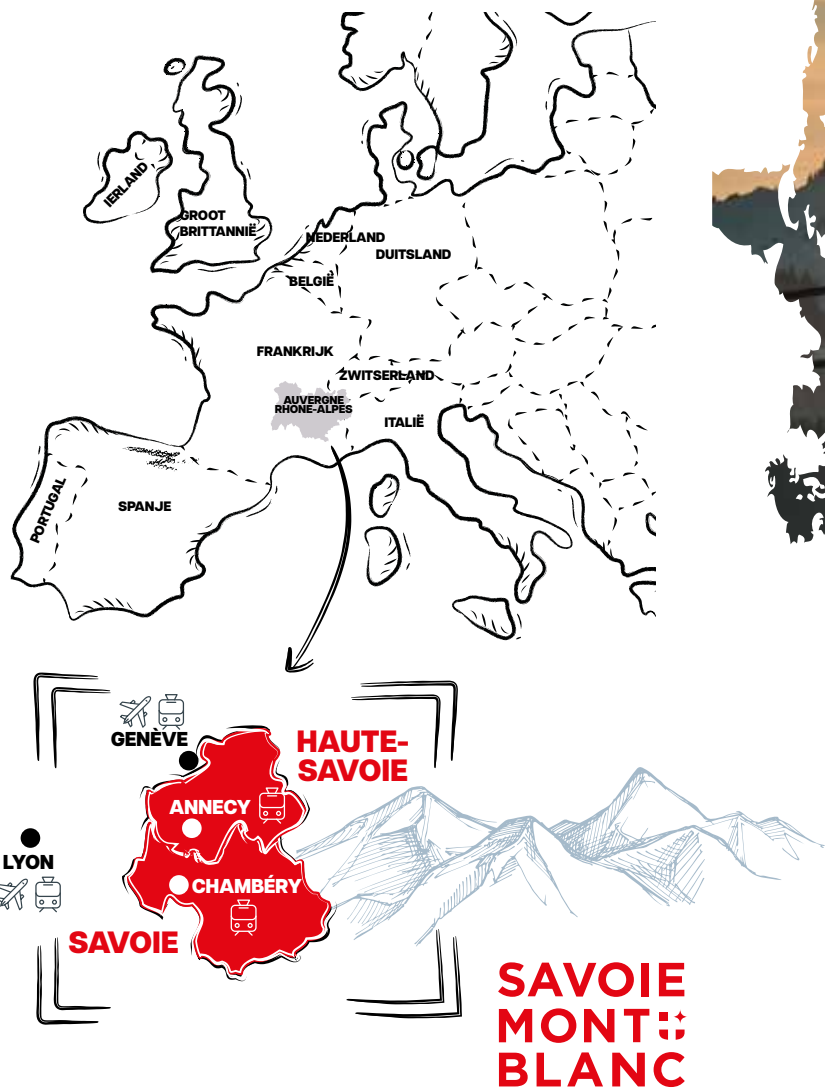 IERLAND
GROOT
BRITTANNIË
NEDERLAND
DUITSLAND
BELGIË
FRANKRIJK
ZWITSERLAND
AUVERGNE
RHONE-ALPES
ITALIË
PORTUGAL
SPANJE
GENÈVE
HAUTE-
SAVOIE
ANNECY
LYON
CHAMBÉRY
SAVOIE
SAVOIE
MONT
BLANC